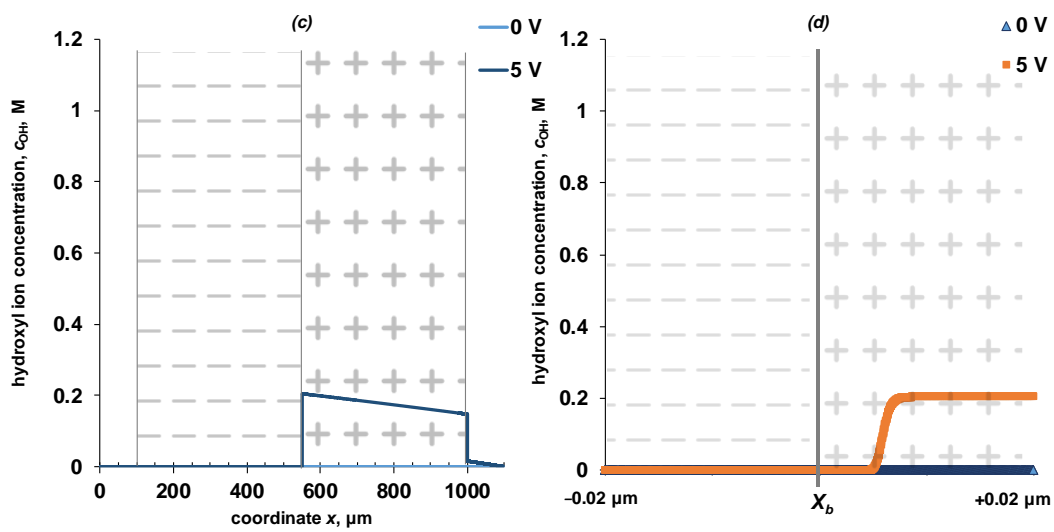 (c)
0 V
5 V
hydroxyl ion concentration, cOH, M
1.2
1
0.8
0.6
0.4
0.2
0
0 200 400 600 800 1000
coordinate x, µm
(d)
0 V
5 V
hydroxyl ion concentration, cOH, M
1.2
1
0.8
0.6
0.4
0.2
0
−0.02 µm Xb +0.02 µm